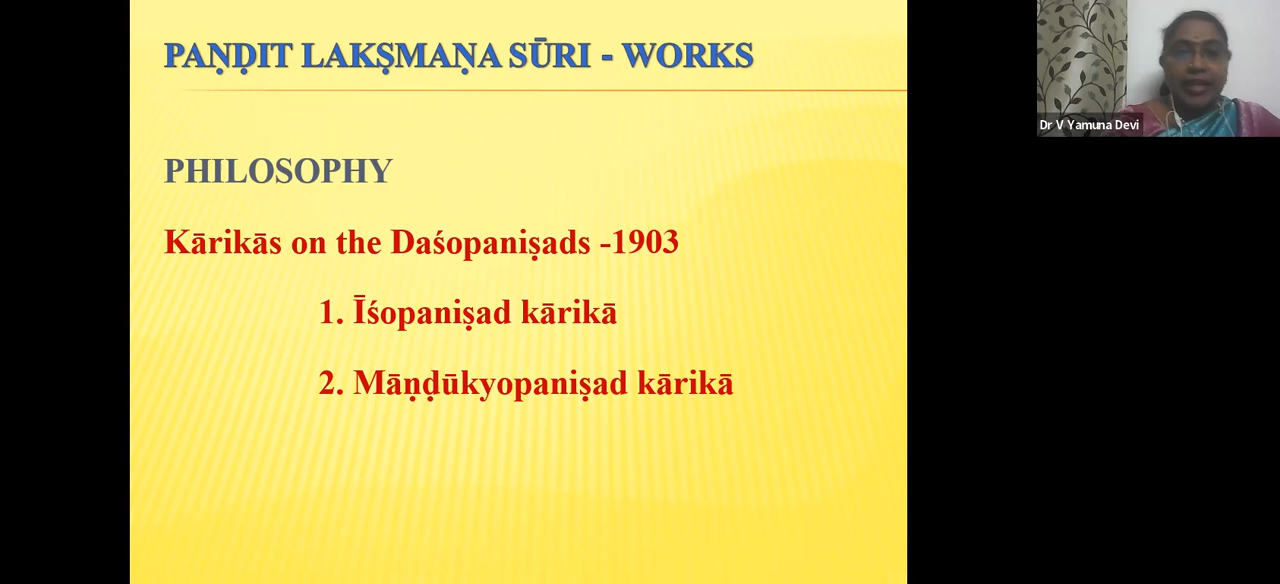 PAṆḌIT LAKṢMAṆA SŪRI - WORKS
PHILOSOPHY
Kārikās on the Daśopaniṣads -1903
1. Īśopaniṣad kārikā
2. Māṇḍūkyopaniṣad kārikā
Dr V Yamuna Devi